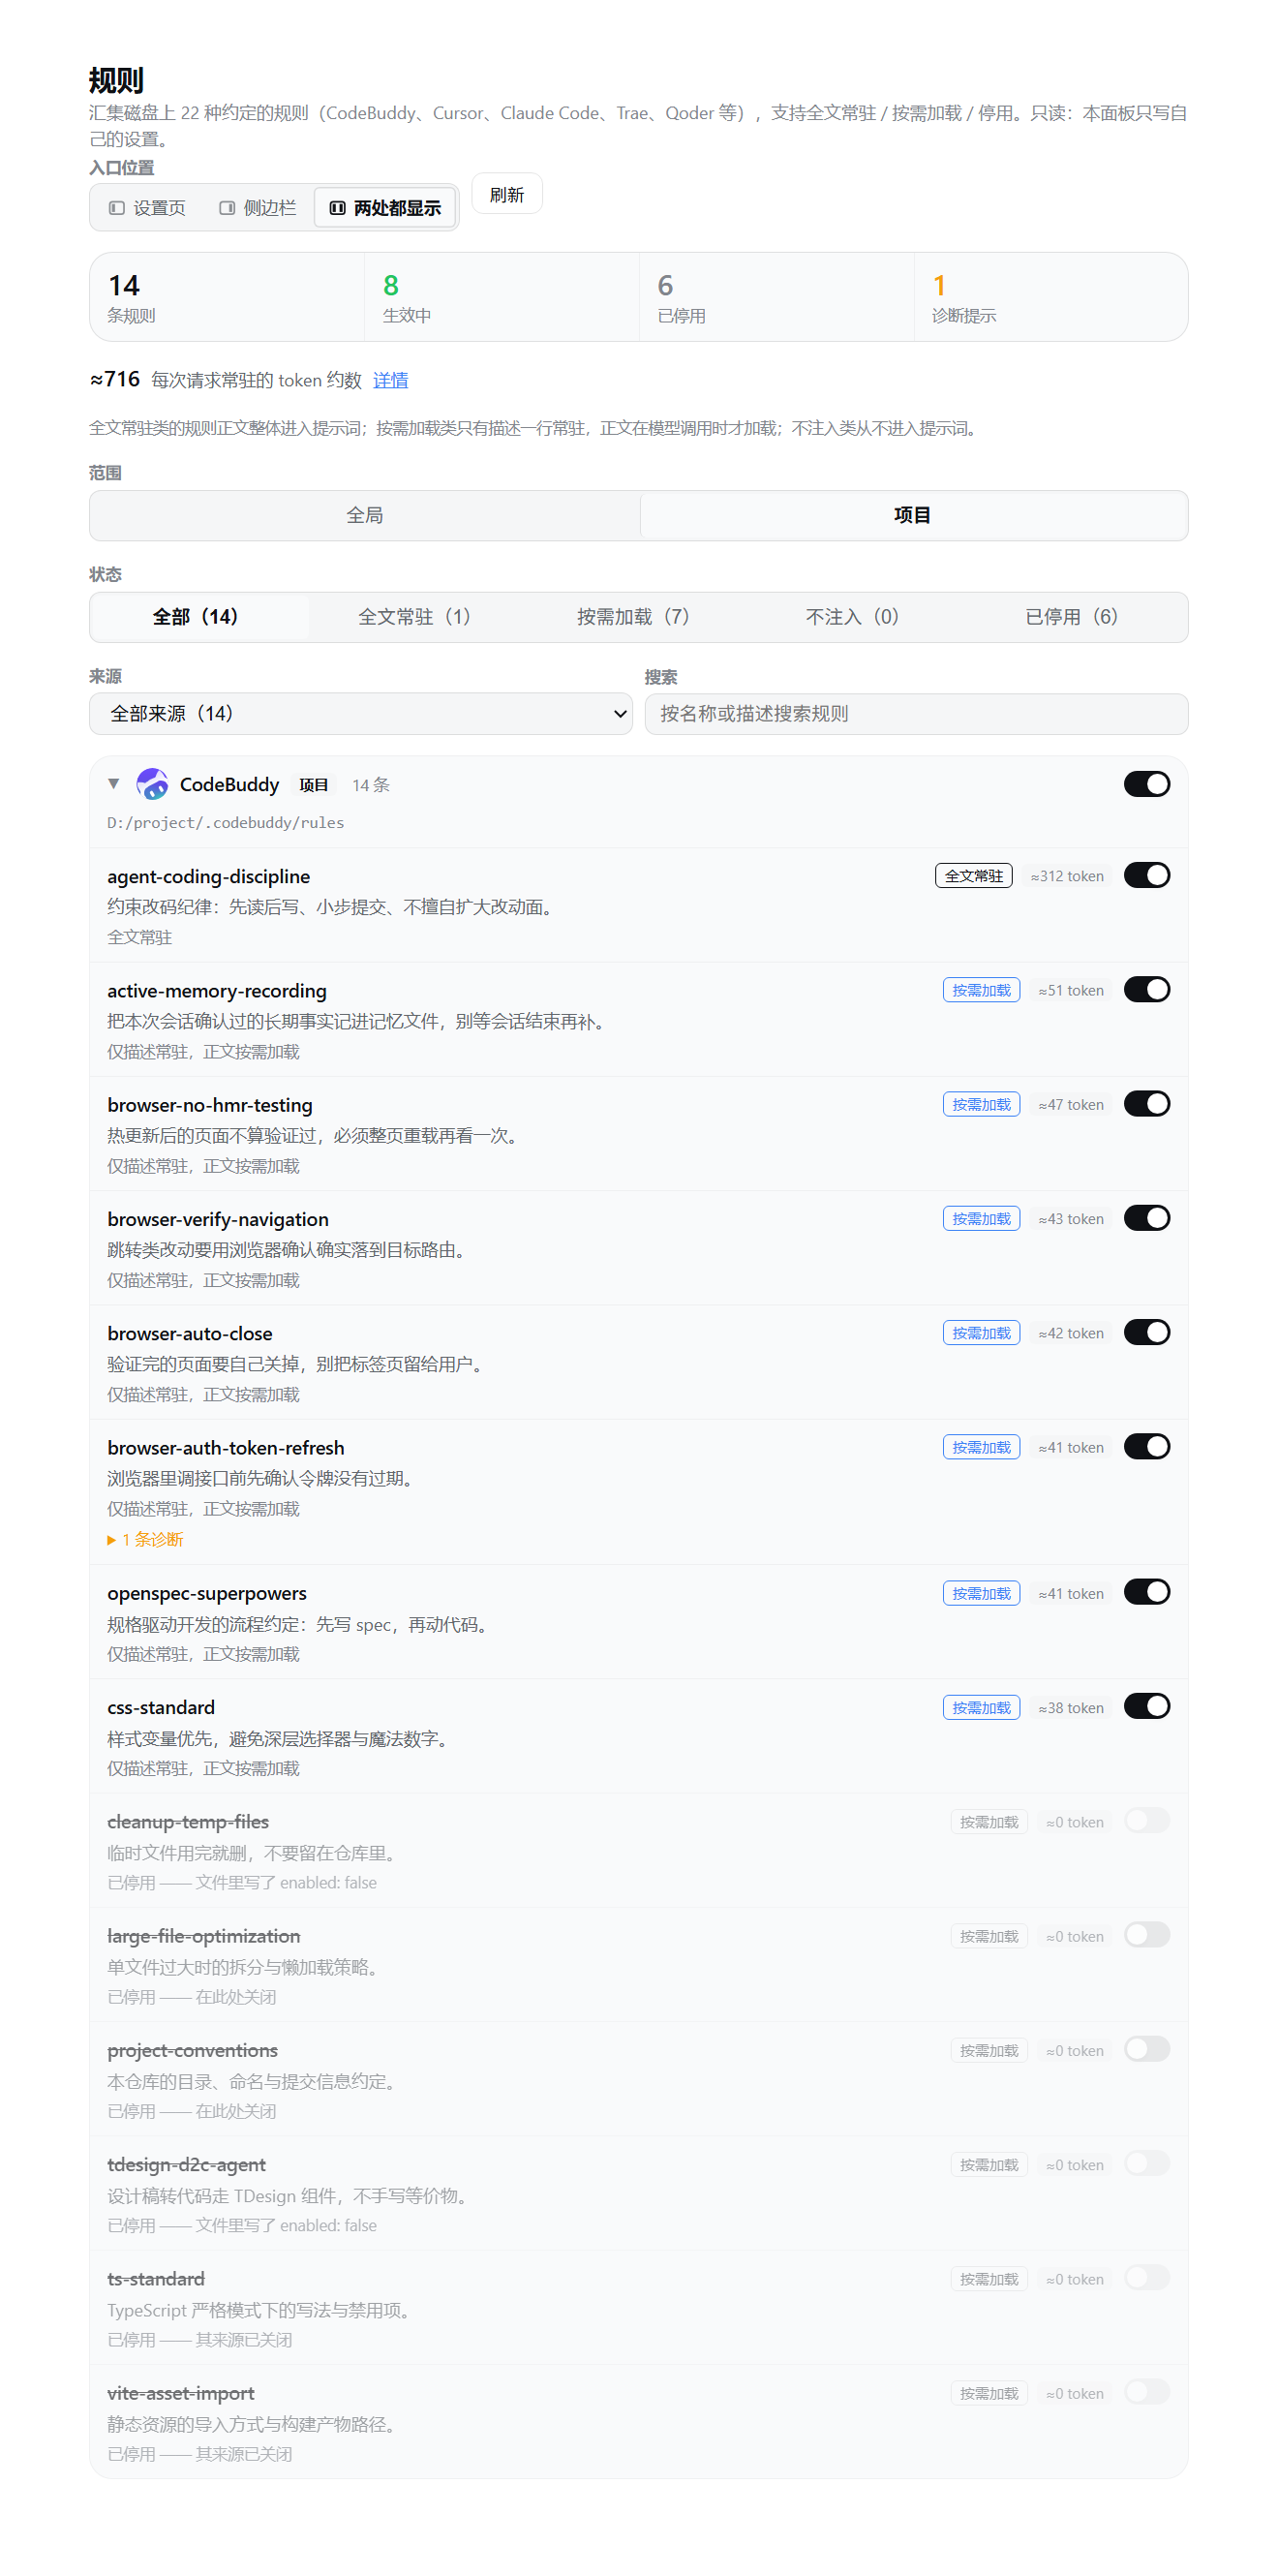 规则
汇集磁盘上 22 种约定的规则（CodeBuddy、Cursor、Claude Code、Trae、Qoder 等），支持全文常驻 / 按需加载 / 停用。只读：本面板只写自
己的设置。
入口位置
设置页 侧边栏 两处都显示 刷新
14 8 6 1
条规则 生效中 已停用 诊断提示
≈716 每次请求常驻的 token 约数 详情
全文常驻类的规则正文整体进入提示词；按需加载类只有描述一行常驻，正文在模型调用时才加载；不注入类从不进入提示词。
范围
全局 项目
状态
全部（14） 全文常驻（1） 按需加载（7） 不注入（0） 已停用（6）
来源 搜索
全部来源（14） 按名称或描述搜索规则
CodeBuddy 项目 14 条
D:/project/.codebuddy/rules
agent-coding-discipline 全文常驻 ≈312 token
约束改码纪律：先读后写、小步提交、不擅自扩大改动面。
全文常驻
active-memory-recording 按需加载 ≈51 token
把本次会话确认过的长期事实记进记忆文件，别等会话结束再补。
仅描述常驻，正文按需加载
browser-no-hmr-testing 按需加载 ≈47 token
热更新后的页面不算验证过，必须整页重载再看一次。
仅描述常驻，正文按需加载
browser-verify-navigation 按需加载 ≈43 token
跳转类改动要用浏览器确认确实落到目标路由。
仅描述常驻，正文按需加载
browser-auto-close 按需加载 ≈42 token
验证完的页面要自己关掉，别把标签页留给用户。
仅描述常驻，正文按需加载
browser-auth-token-refresh 按需加载 ≈41 token
浏览器里调接口前先确认令牌没有过期。
仅描述常驻，正文按需加载
1 条诊断
openspec-superpowers 按需加载 ≈41 token
规格驱动开发的流程约定：先写 spec，再动代码。
仅描述常驻，正文按需加载
css-standard 按需加载 ≈38 token
样式变量优先，避免深层选择器与魔法数字。
仅描述常驻，正文按需加载
cleanup-temp-files 按需加载 ≈0 token
临时文件用完就删，不要留在仓库里。
已停用 —— 文件里写了 enabled: false
large-file-optimization 按需加载 ≈0 token
单文件过大时的拆分与懒加载策略。
已停用 —— 在此处关闭
project-conventions 按需加载 ≈0 token
本仓库的目录、命名与提交信息约定。
已停用 —— 在此处关闭
tdesign-d2c-agent 按需加载 ≈0 token
设计稿转代码走 TDesign 组件，不手写等价物。
已停用 —— 文件里写了 enabled: false
ts-standard 按需加载 ≈0 token
TypeScript 严格模式下的写法与禁用项。
已停用 —— 其来源已关闭
vite-asset-import 按需加载 ≈0 token
静态资源的导入方式与构建产物路径。
已停用 —— 其来源已关闭